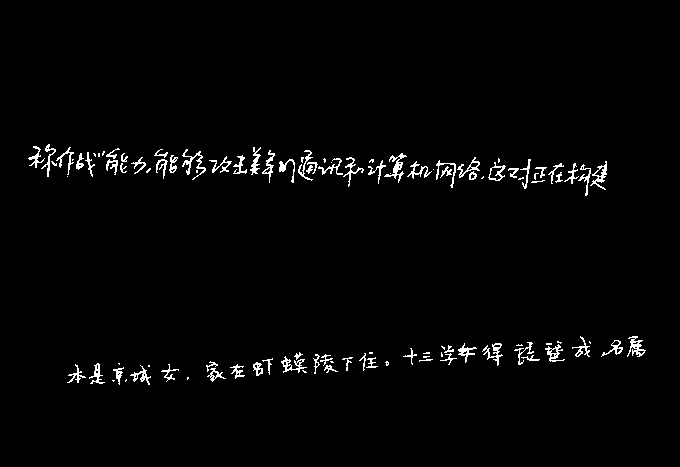 称作战”能力,能够攻击美军的通讯和计算机网络,这对正在构建
本是京城女,家在虾蟆陵下住。十三学得琵琶成,名属